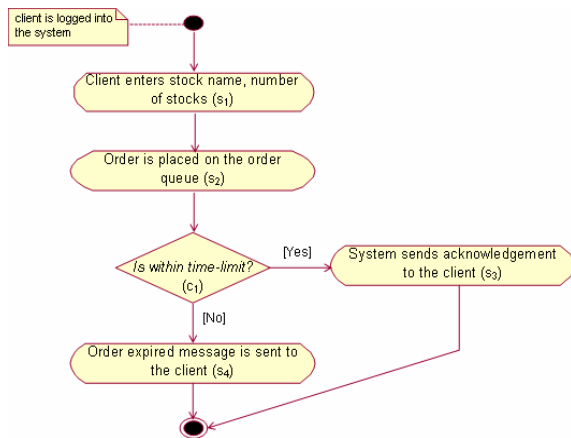 client is logged into
the system
Client enters stock name, number
of stocks (s₁)
Order is placed on the order
queue (s₂)
Is within time-limit?
(c₁)
[Yes]
System sends acknowledgement
to the client (s₃)
[No]
Order expired message is sent to
the client (s₄)